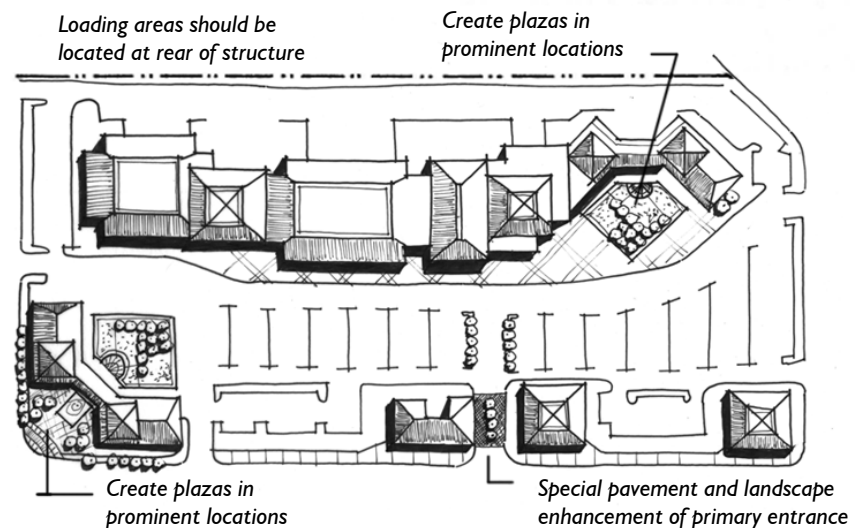 Loading areas should be
located at rear of structure
Create plazas in
prominent locations
Create plazas in
prominent locations
Special pavement and landscape
enhancement of primary entrance